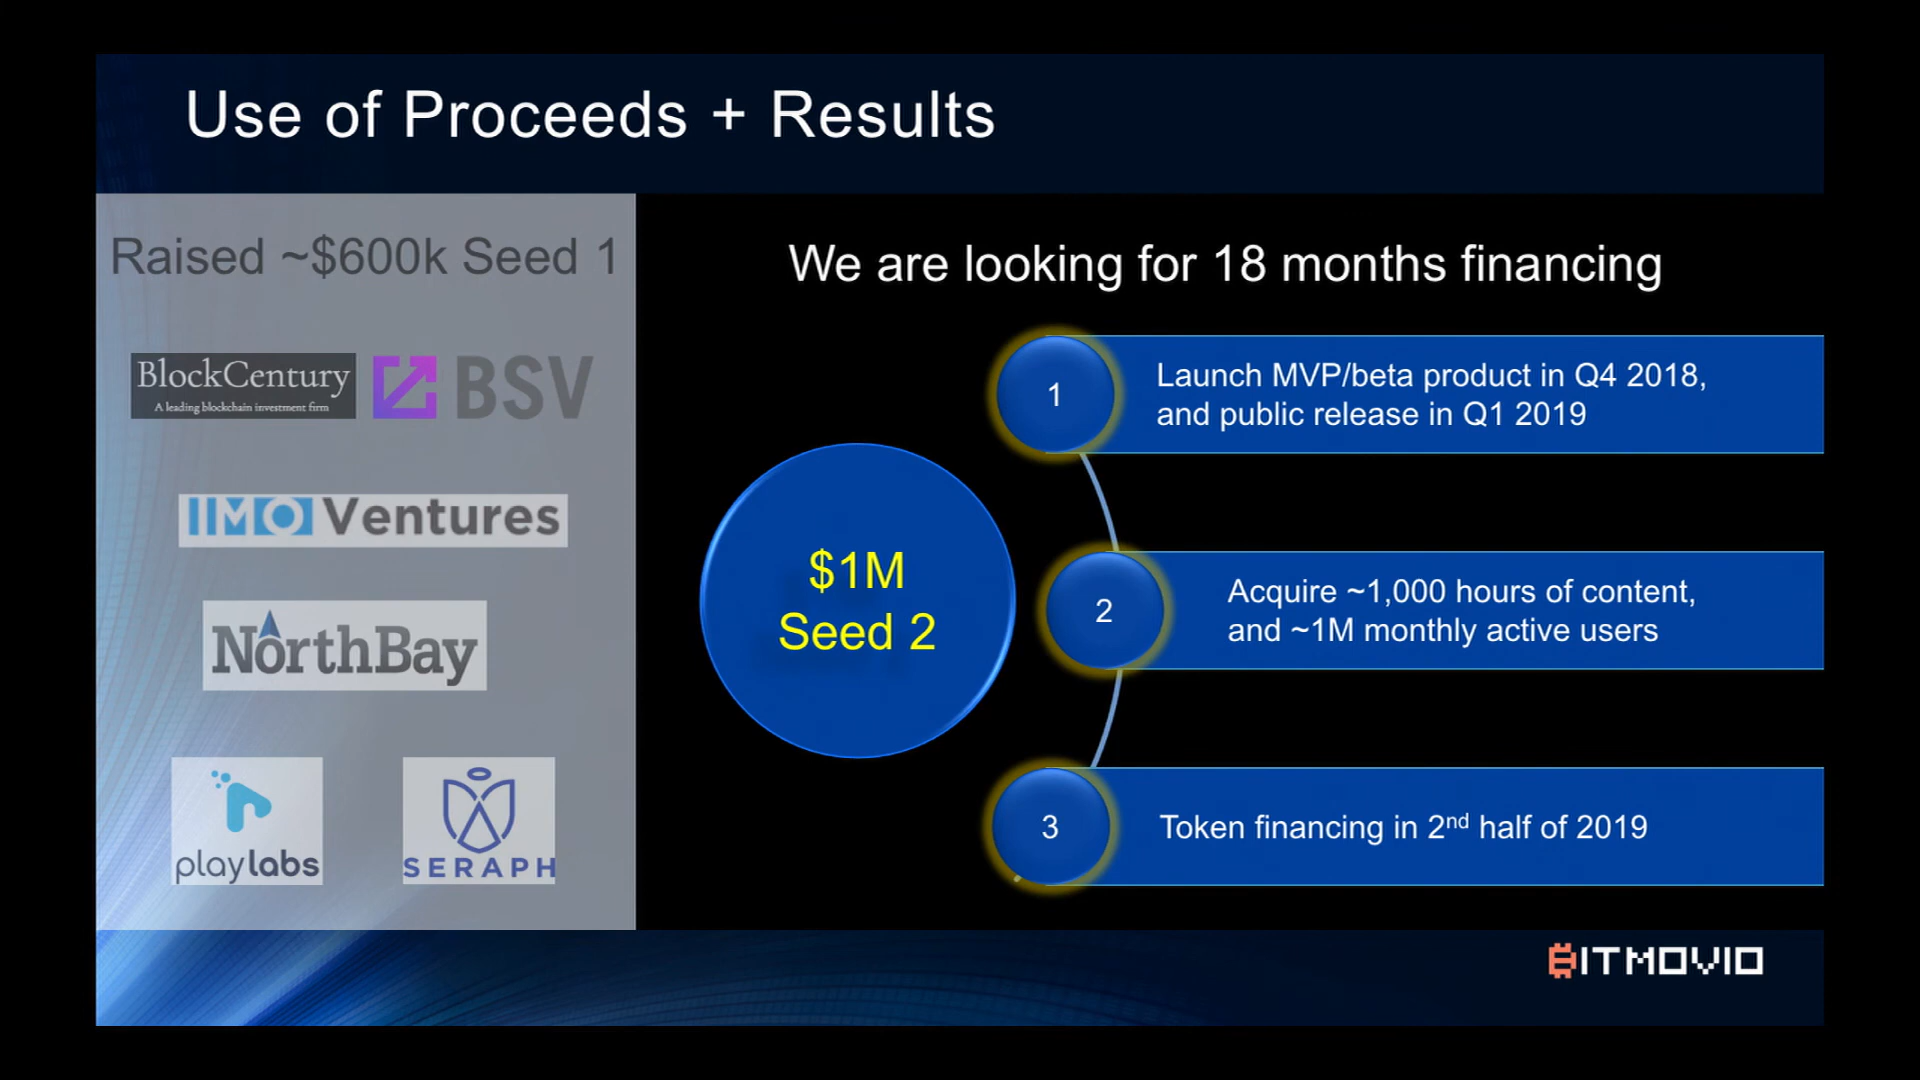 Use of Proceeds + Results
Raised ~$600k Seed 1
BlockCentury
A leading blockchain investment firm
BSV
IIMO Ventures
NorthBay
playlabs
SERAPH
We are looking for 18 months financing
$1M
Seed 2
1
Launch MVP/beta product in Q4 2018,
and public release in Q1 2019
2
Acquire ~1,000 hours of content,
and ~1M monthly active users
3
Token financing in 2nd half of 2019
BITMOVIO